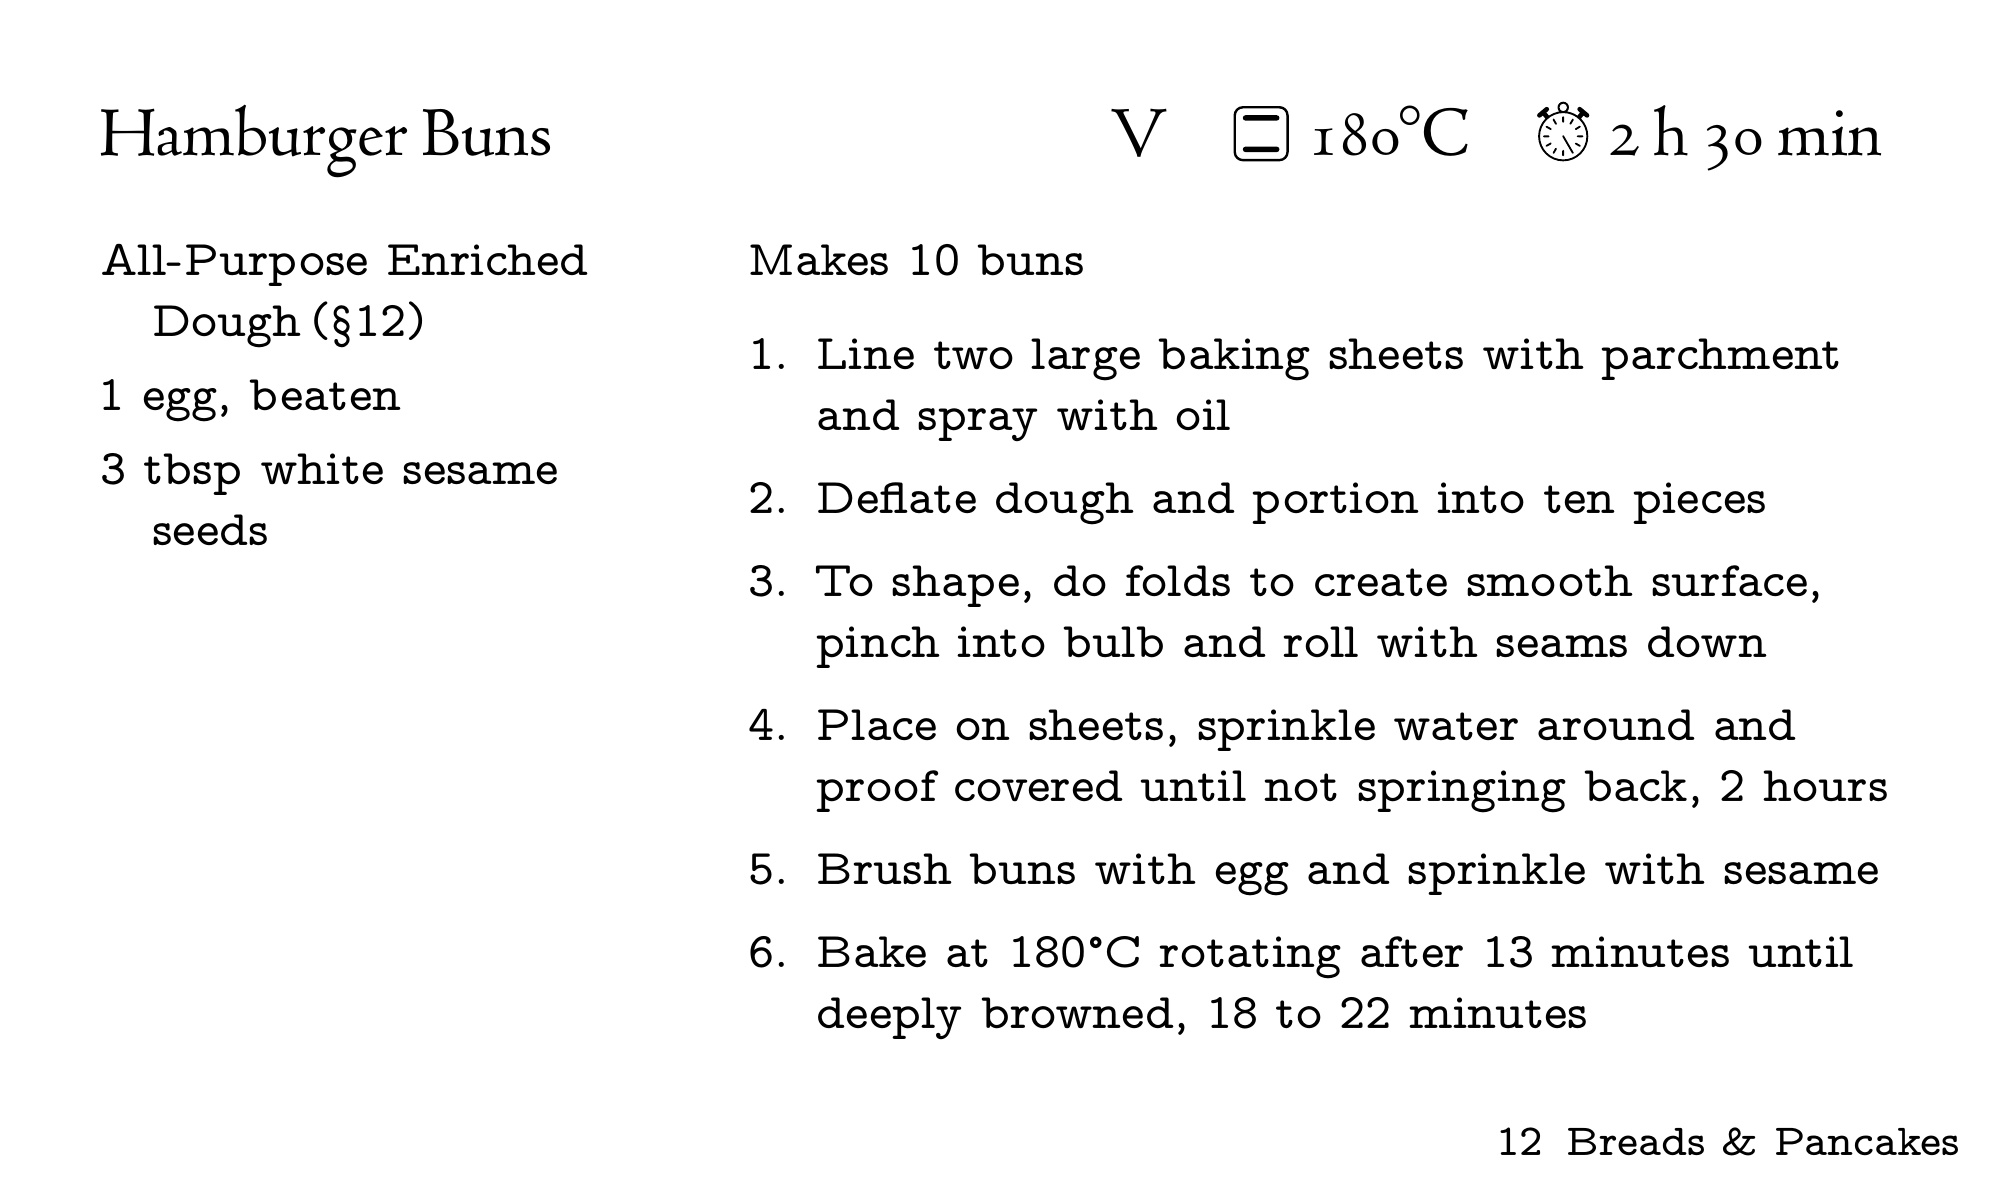 Hamburger Buns V 180°C 2 h 30 min
All-Purpose Enriched
Dough (§12)
1 egg, beaten
3 tbsp white sesame
seeds
Makes 10 buns
1. Line two large baking sheets with parchment
and spray with oil
2. Deflate dough and portion into ten pieces
3. To shape, do folds to create smooth surface,
pinch into bulb and roll with seams down
4. Place on sheets, sprinkle water around and
proof covered until not springing back, 2 hours
5. Brush buns with egg and sprinkle with sesame
6. Bake at 180°C rotating after 13 minutes until
deeply browned, 18 to 22 minutes
12 Breads & Pancakes